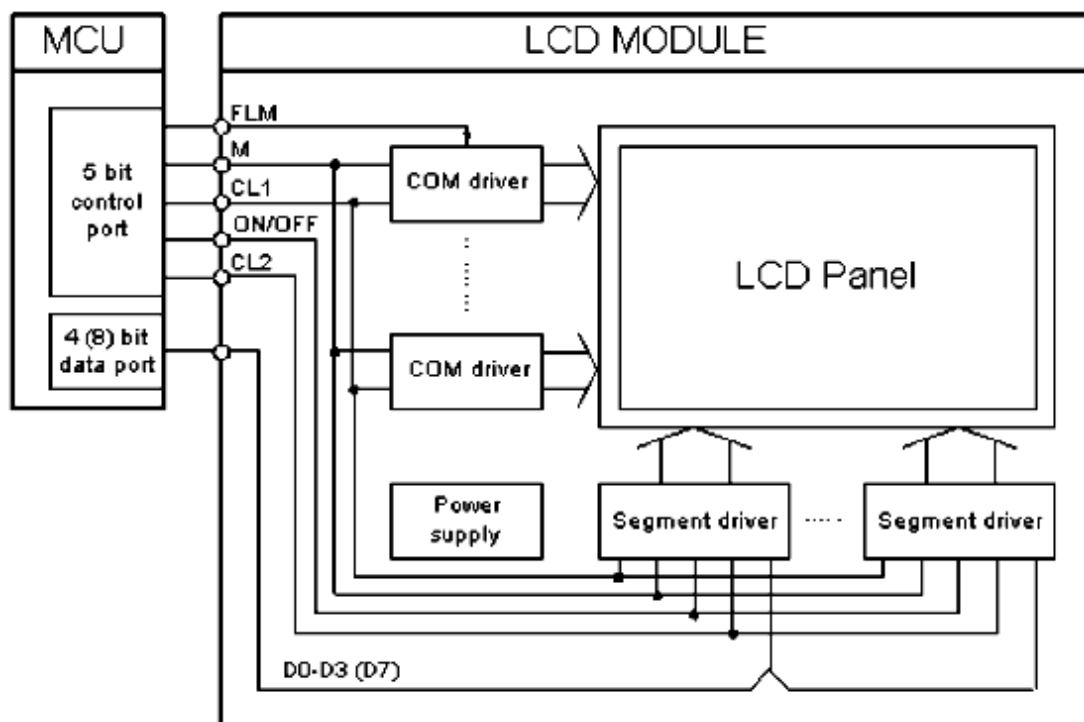 MCU
LCD MODULE
5 bit
control
port
4 (8) bit
data port
FLM
M
CL1
ON/OFF
CL2
COM driver
COM driver
LCD Panel
Power
supply
Segment driver
Segment driver
D0-D3 (D7)